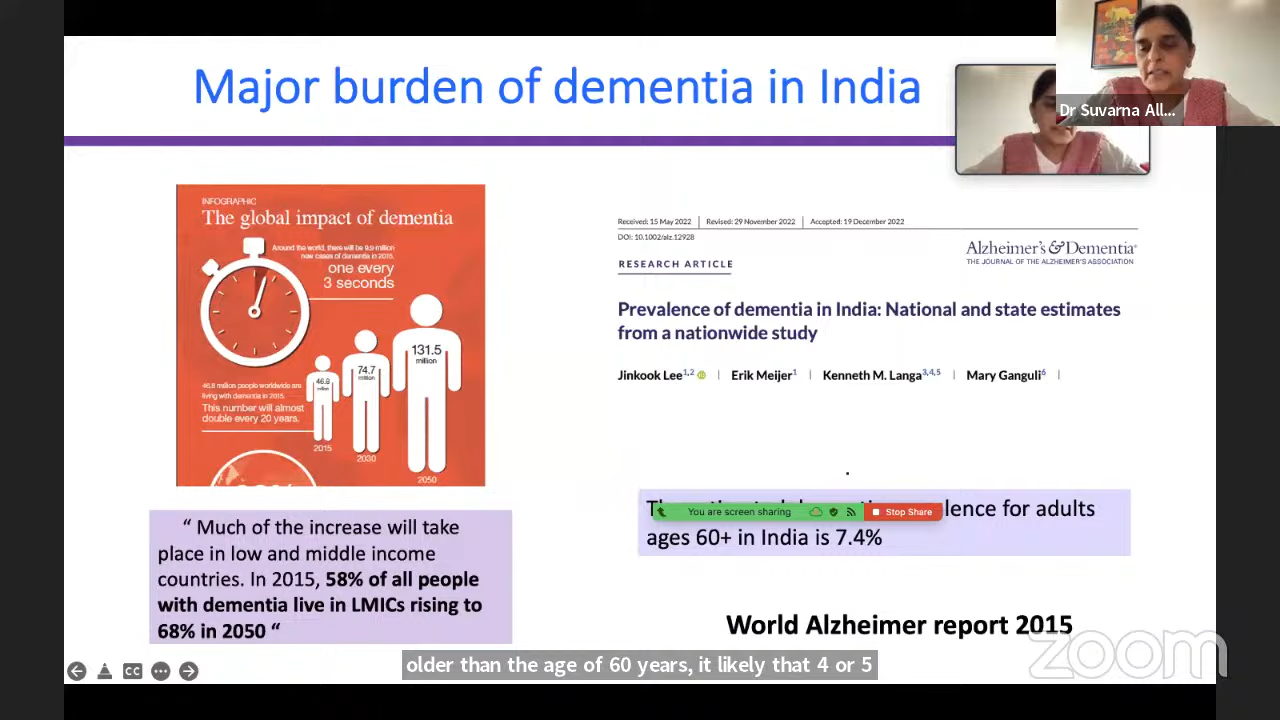 Major burden of dementia in India
Dr Suvarna All...
INFOGRAPHIC
The global impact of dementia
Around the world, there will be 9.9 million
new cases of dementia in 2015,
one every
3 seconds
131.5
million
74.7
million
46.8
million
46.8 million people worldwide are
living with dementia in 2015.
This number will almost
double every 20 years.
2015
2030
2050
“ Much of the increase will take
place in low and middle income
countries. In 2015, 58% of all people
with dementia live in LMICs rising to
68% in 2050 “
Received: 15 May 2022 | Revised: 29 November 2022 | Accepted: 19 December 2022
DOI: 10.1002/alz.12928
Alzheimer's & Dementia®
THE JOURNAL OF THE ALZHEIMER'S ASSOCIATION
RESEARCH ARTICLE
Prevalence of dementia in India: National and state estimates
from a nationwide study
Jinkook Lee1,2 | Erik Meijer1 | Kenneth M. Langa3,4,5 | Mary Ganguli6 |
lence for adults
You are screen sharing Stop Share
ages 60+ in India is 7.4%
World Alzheimer report 2015
zoom
CC
older than the age of 60 years, it likely that 4 or 5